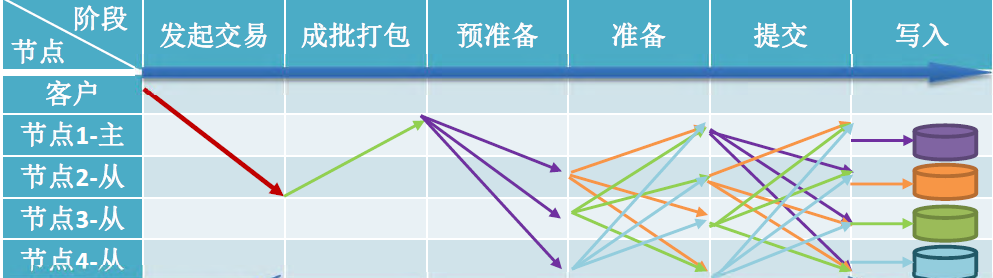 阶段
节点
发起交易
成批打包
预准备
准备
提交
写入
客户
节点1-主
节点2-从
节点3-从
节点4-从